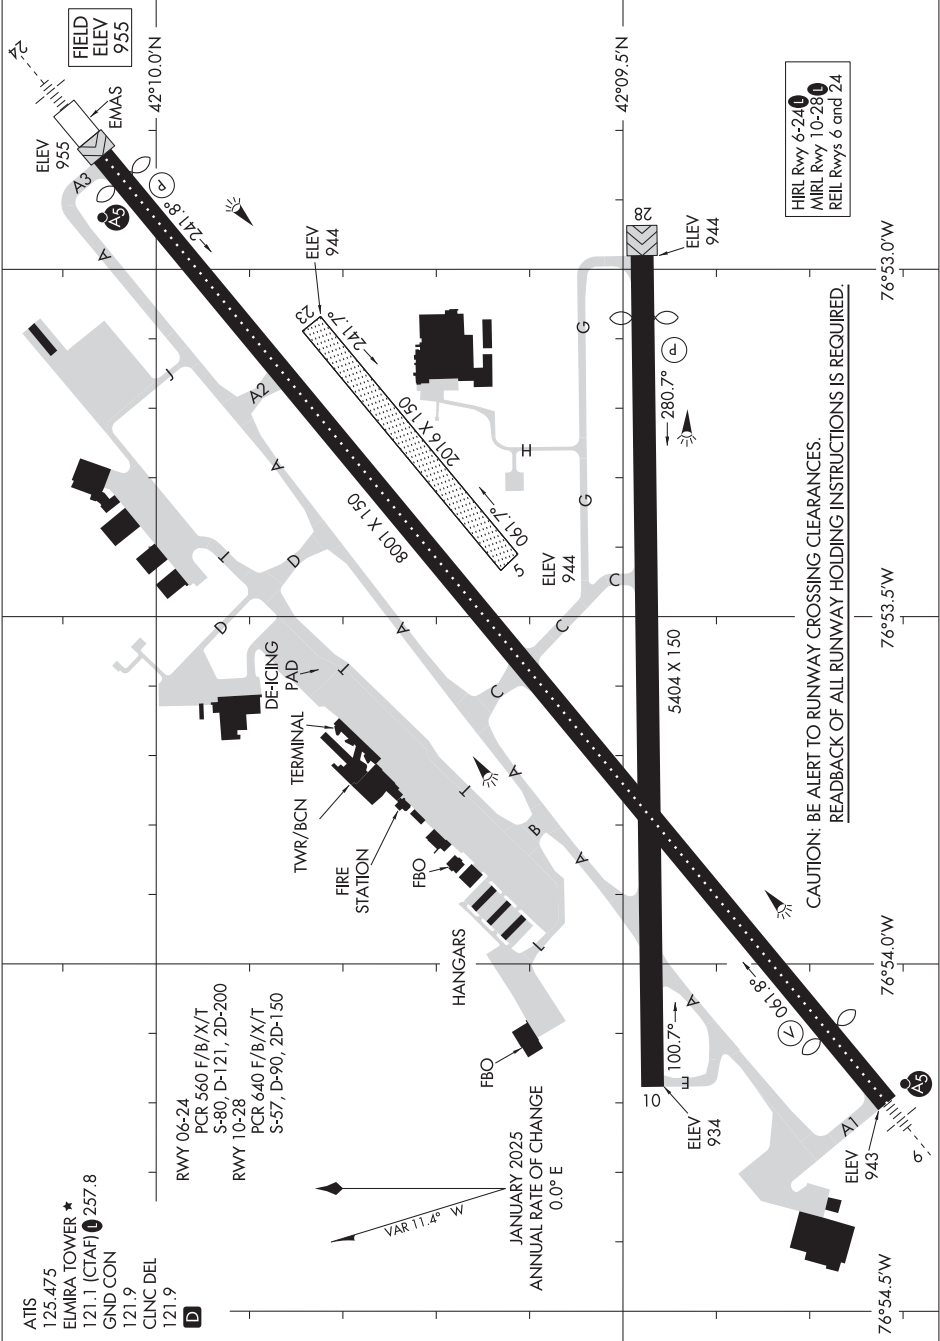 ATIS
125.475
ELMIRA TOWER ★
121.1 (CTAF) L 257.8
GND CON
121.9
CLNC DEL
121.9
D
RWY 06-24
PCR 560 F/B/X/T
S-80, D-121, 2D-200
RWY 10-28
PCR 640 F/B/X/T
S-57, D-90, 2D-150
VAR 11.4° W
JANUARY 2025
ANNUAL RATE OF CHANGE
0.0° E
FIELD
ELEV
955
24
EMAS
ELEV
955
A3
A5
P
241.8°
A
J
A2
A
8001 X 150
ELEV
944
23
241.7°
2016 X 150
061.7°
5
ELEV
944
T
D
D
A
DE-ICING
PAD
T
TERMINAL
TWR/BCN
FIRE
STATION
FBO
HANGARS
FBO
L
T
A
B
A
C
C
C
G
G
H
28
ELEV
944
P
280.7°
5404 X 150
10
100.7°
E
A
ELEV
934
A1
ELEV
943
061.8°
V
A5
6
HIRL Rwy 6-24 L
MIRL Rwy 10-28 L
REIL Rwys 6 and 24
CAUTION: BE ALERT TO RUNWAY CROSSING CLEARANCES.
READBACK OF ALL RUNWAY HOLDING INSTRUCTIONS IS REQUIRED.
42°10.0'N
42°09.5'N
76°53.0'W
76°53.5'W
76°54.0'W
76°54.5'W